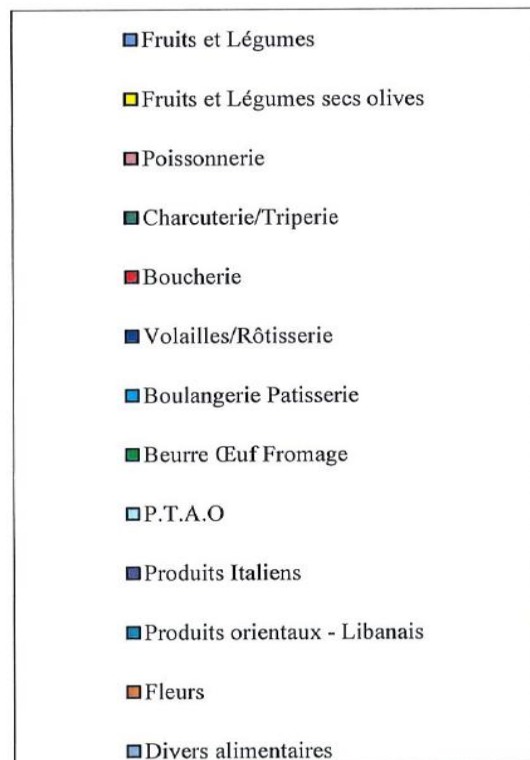 Fruits et Légumes
Fruits et Légumes secs olives
Poissonnerie
Charcuterie/Triperie
Boucherie
Volailles/Rôtisserie
Boulangerie Patisserie
Beurre Œuf Fromage
P.T.A.O
Produits Italiens
Produits orientaux - Libanais
Fleurs
Divers alimentaires